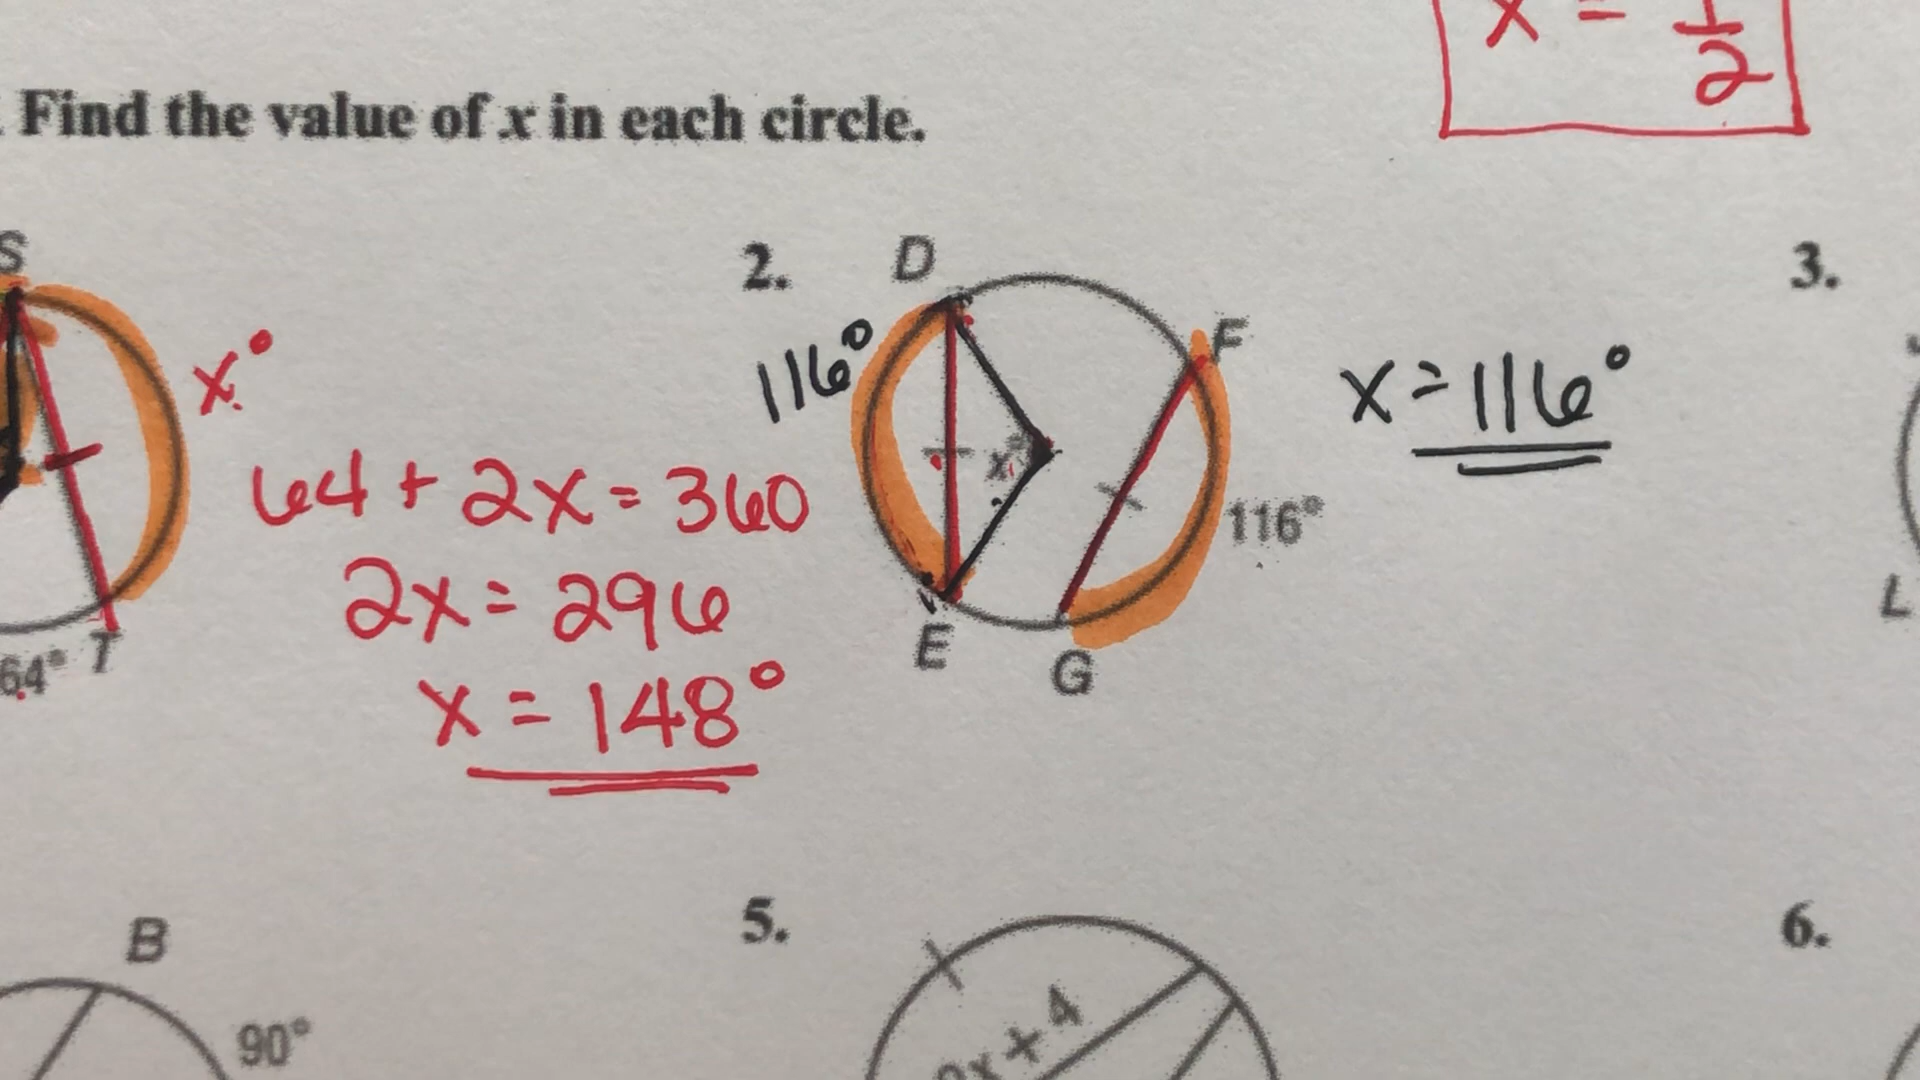 x = 1/2
Find the value of x in each circle.
S
x°
64° T
64 + 2x = 360
2x = 296
x = 148°
2.
D
116°
x
F
116°
E
G
x = 116°
3.
L
B
90°
5.
x + 4
6.